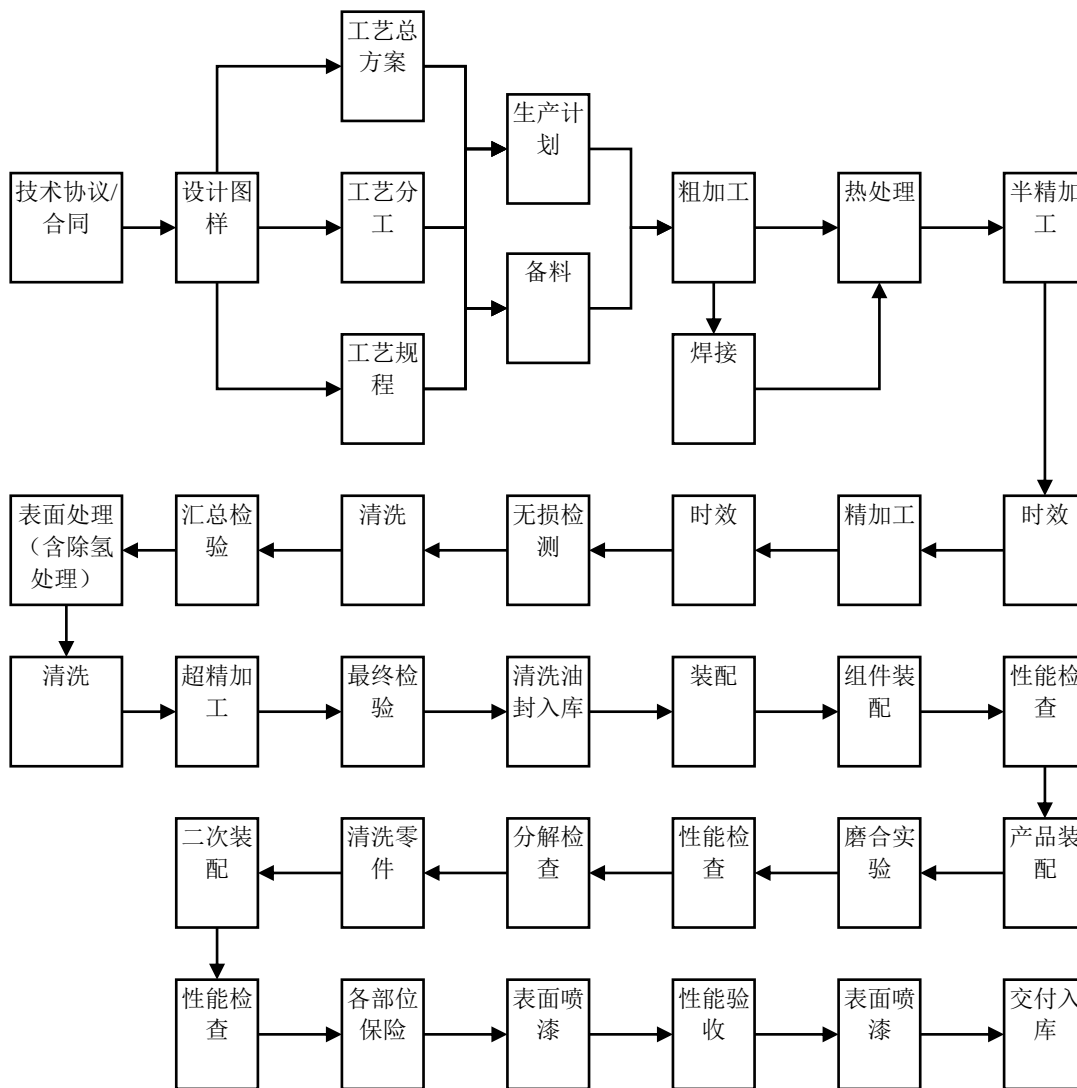 工艺总
方案
生产计
划
技术协议/
合同
设计图
样
工艺分
工
粗加工
热处理
半精加
工
备料
工艺规
程
焊接
表面处理
（含除氢
处理）
汇总检
验
清洗
无损检
测
时效
精加工
时效
清洗
超精加
工
最终检
验
清洗油
封入库
装配
组件装
配
性能检
查
二次装
配
清洗零
件
分解检
查
性能检
查
磨合实
验
产品装
配
性能检
查
各部位
保险
表面喷
漆
性能验
收
表面喷
漆
交付入
库